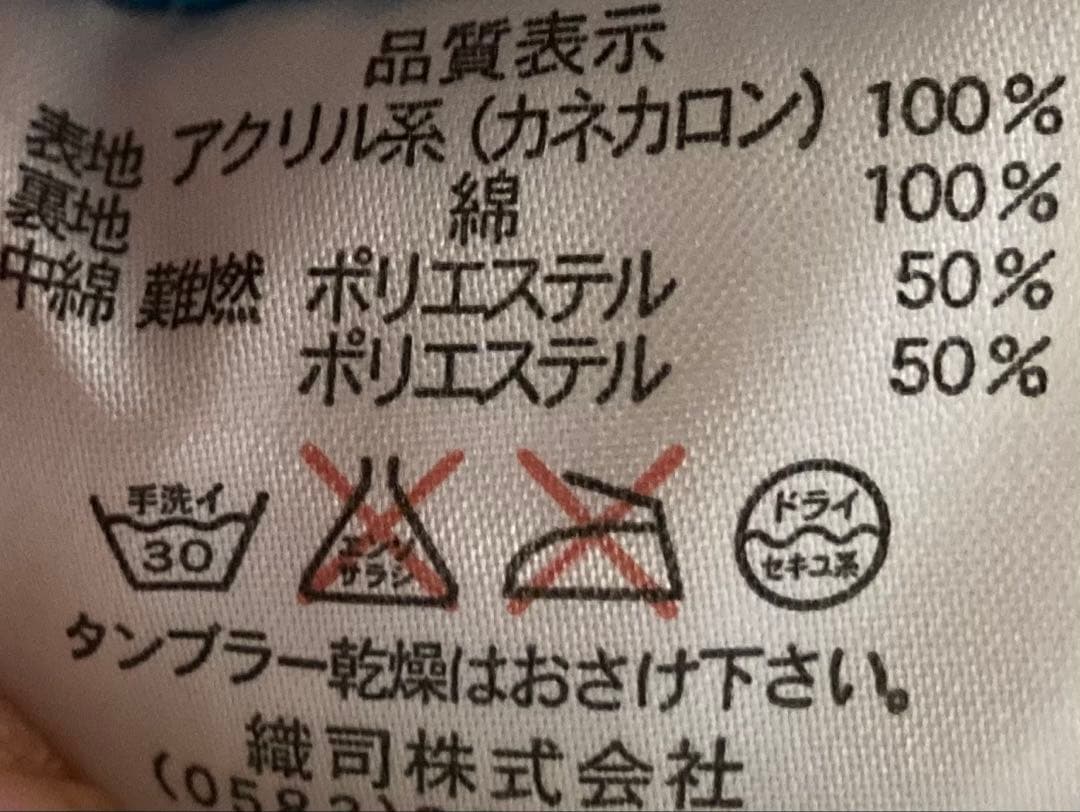 品質表示
表地 アクリル系(カネカロン) 100%
裏地 綿 100%
中綿 難燃 ポリエステル 50%
ポリエステル 50%
手洗イ
30
エンソ
サラシ
ドライ
セキユ系
タンブラー乾燥はおさけ下さい。
織司株式会社